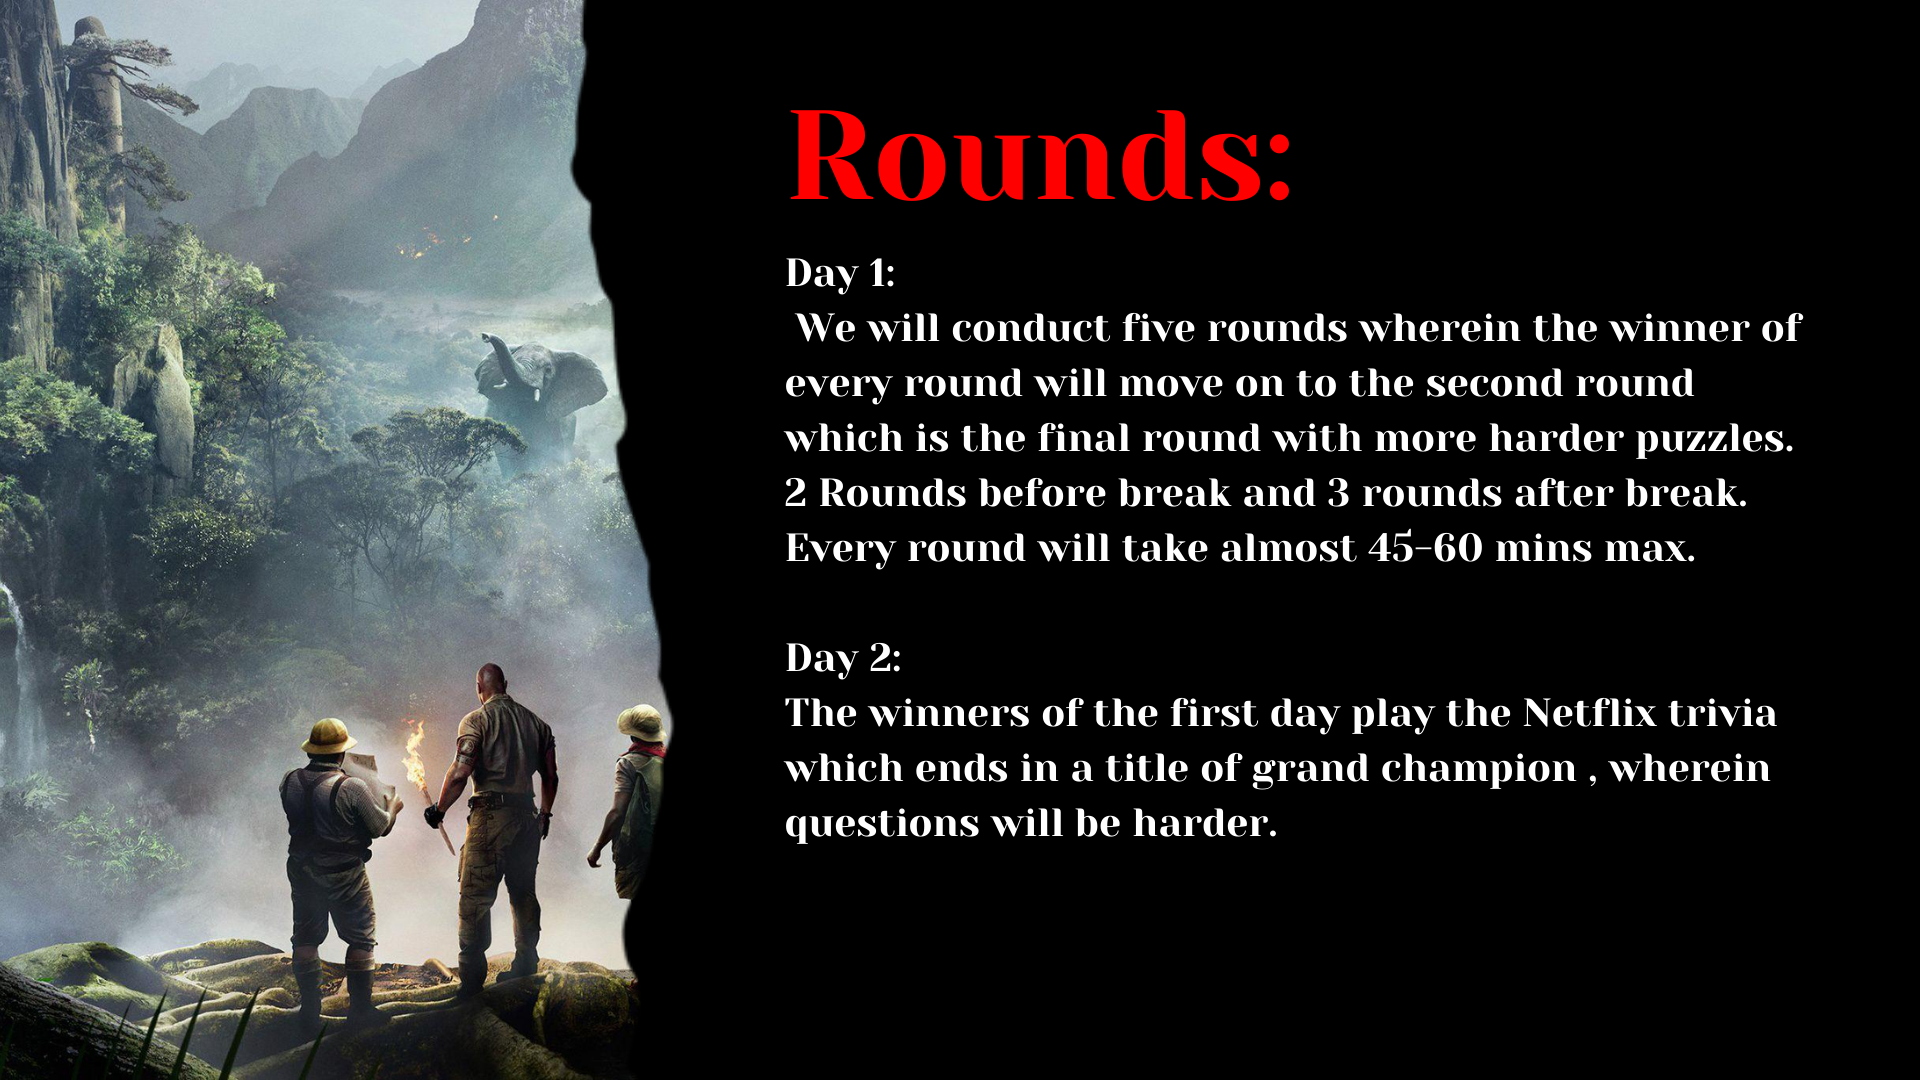 Rounds:
Day 1:
We will conduct five rounds wherein the winner of
every round will move on to the second round
which is the final round with more harder puzzles.
2 Rounds before break and 3 rounds after break.
Every round will take almost 45-60 mins max.
Day 2:
The winners of the first day play the Netflix trivia
which ends in a title of grand champion , wherein
questions will be harder.